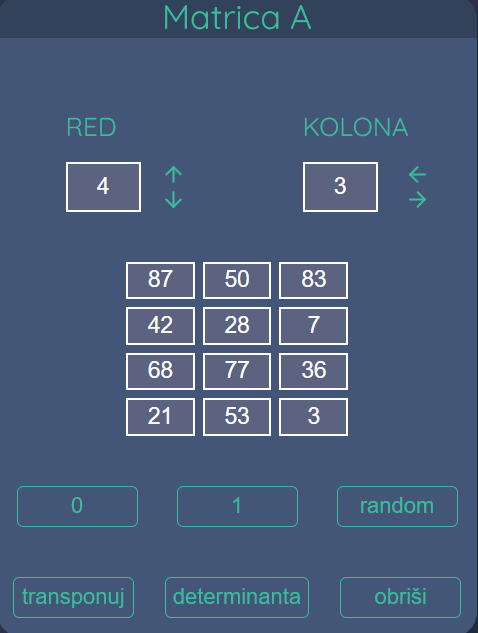 Matrica A
RED KOLONA
4 ↑ 3 ←
↓ →
87 50 83
42 28 7
68 77 36
21 53 3
0 1 random
transponuj determinanta obriši